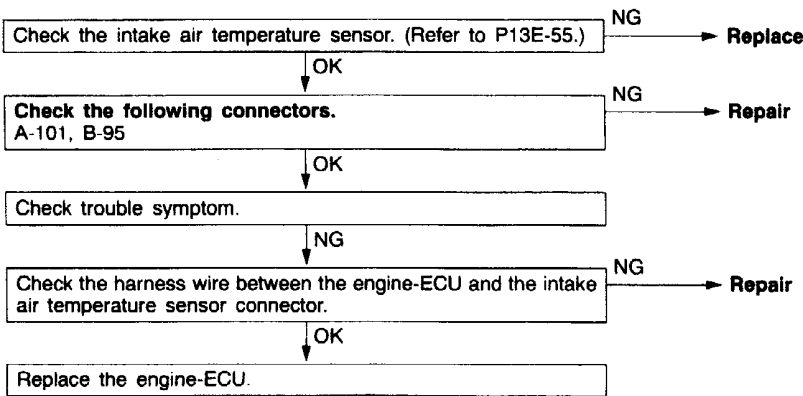 NG
Check the intake air temperature sensor. (Refer to P13E-55.)
Replace
OK
NG
Check the following connectors.
A-101, B-95
Repair
OK
Check trouble symptom.
NG
NG
Check the harness wire between the engine-ECU and the intake
air temperature sensor connector.
Repair
OK
Replace the engine-ECU.